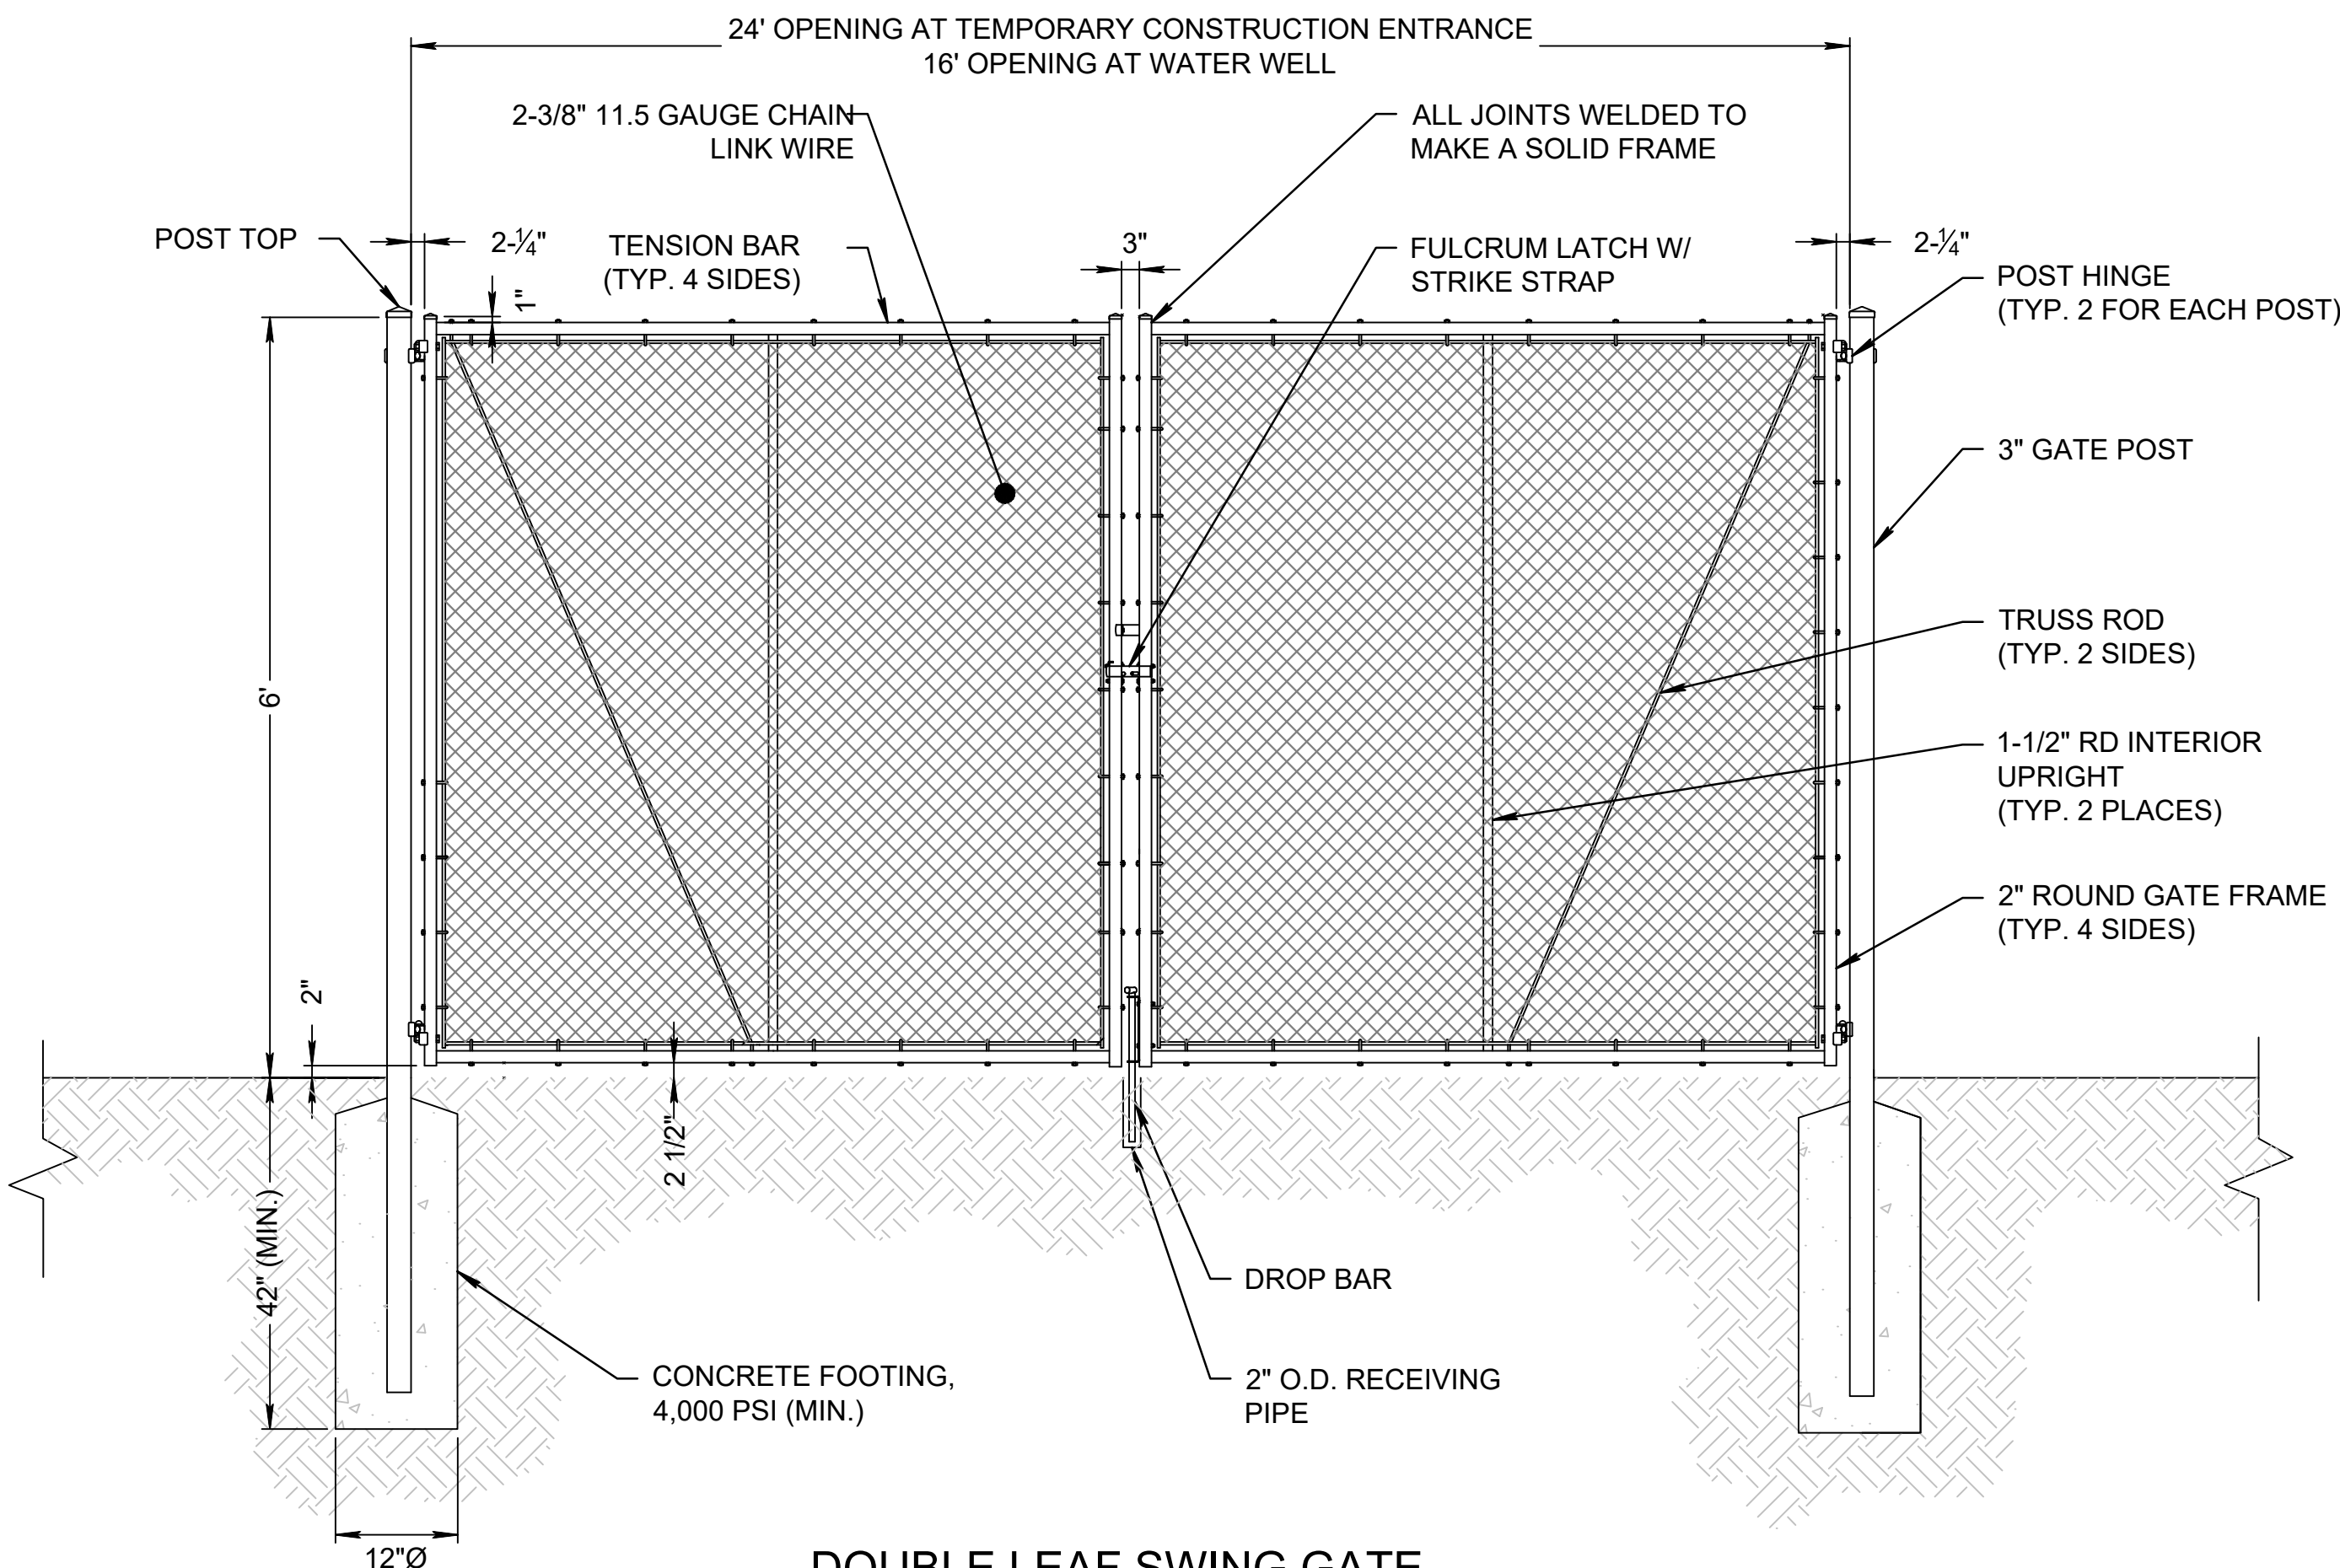 24' OPENING AT TEMPORARY CONSTRUCTION ENTRANCE
16' OPENING AT WATER WELL
2-3/8" 11.5 GAUGE CHAIN
LINK WIRE
ALL JOINTS WELDED TO
MAKE A SOLID FRAME
POST TOP
2-¼"
TENSION BAR
(TYP. 4 SIDES)
1"
3"
FULCRUM LATCH W/
STRIKE STRAP
2-¼"
POST HINGE
(TYP. 2 FOR EACH POST)
3" GATE POST
6'
TRUSS ROD
(TYP. 2 SIDES)
1-1/2" RD INTERIOR
UPRIGHT
(TYP. 2 PLACES)
2" ROUND GATE FRAME
(TYP. 4 SIDES)
2"
2 1/2"
42" (MIN.)
DROP BAR
CONCRETE FOOTING,
4,000 PSI (MIN.)
2" O.D. RECEIVING
PIPE
12"Ø
DOUBLE LEAF SWING GATE